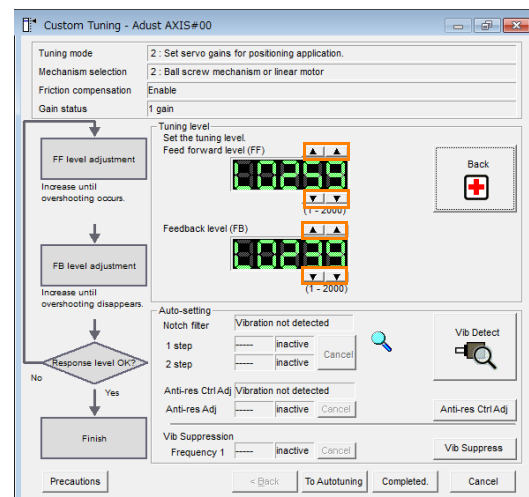 Custom Tuning - Adust AXIS#00
Tuning mode 2 : Set servo gains for positioning application.
Mechanism selection 2 : Ball screw mechanism or linear motor
Friction compensation Enable
Gain status 1 gain
FF level adjustment
Increase until
overshooting occurs.
FB level adjustment
Increase until
overshooting disappears.
Response level OK?
No
Yes
Finish
Tuning level
Set the tuning level.
Feed forward level (FF)
(1 - 2000)
Feedback level (FB)
(1 - 2000)
Back
Auto-setting
Notch filter Vibration not detected
1 step ----- inactive
2 step ----- inactive
Cancel
Vib Detect
Anti-res Ctrl Adj Vibration not detected
Anti-res Adj ----- inactive Cancel
Anti-res Ctrl Adj
Vib Suppression
Frequency 1 ----- inactive Cancel
Vib Suppress
Precautions
< Back
To Autotuning
Completed.
Cancel